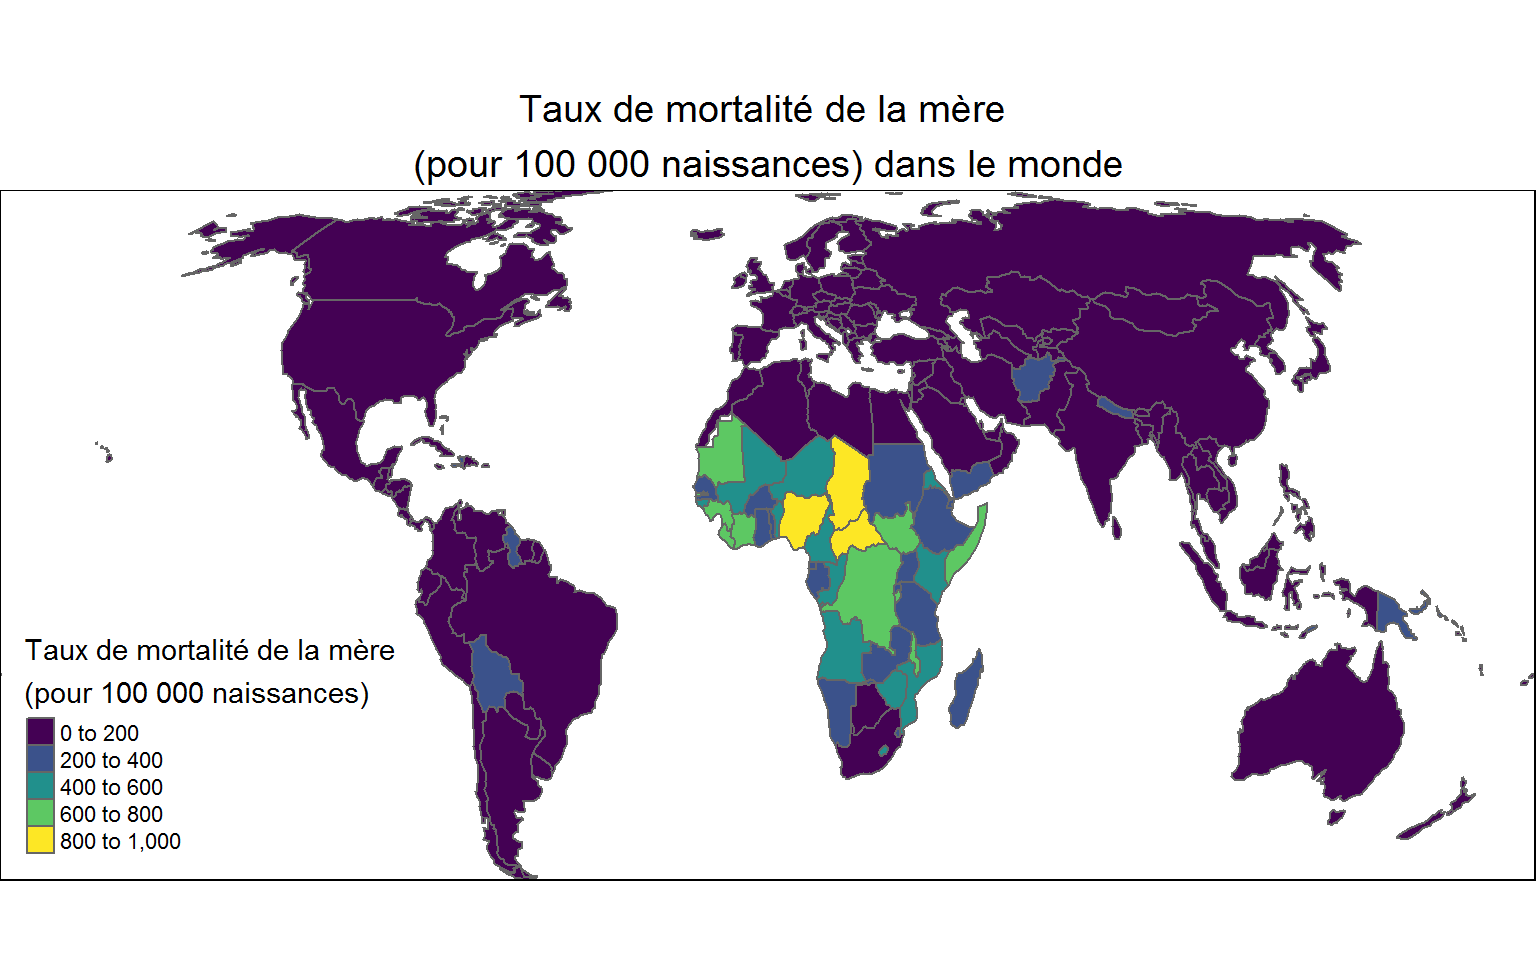 Taux de mortalité de la mère
(pour 100 000 naissances) dans le monde
Taux de mortalité de la mère
(pour 100 000 naissances)
0 to 200
200 to 400
400 to 600
600 to 800
800 to 1,000